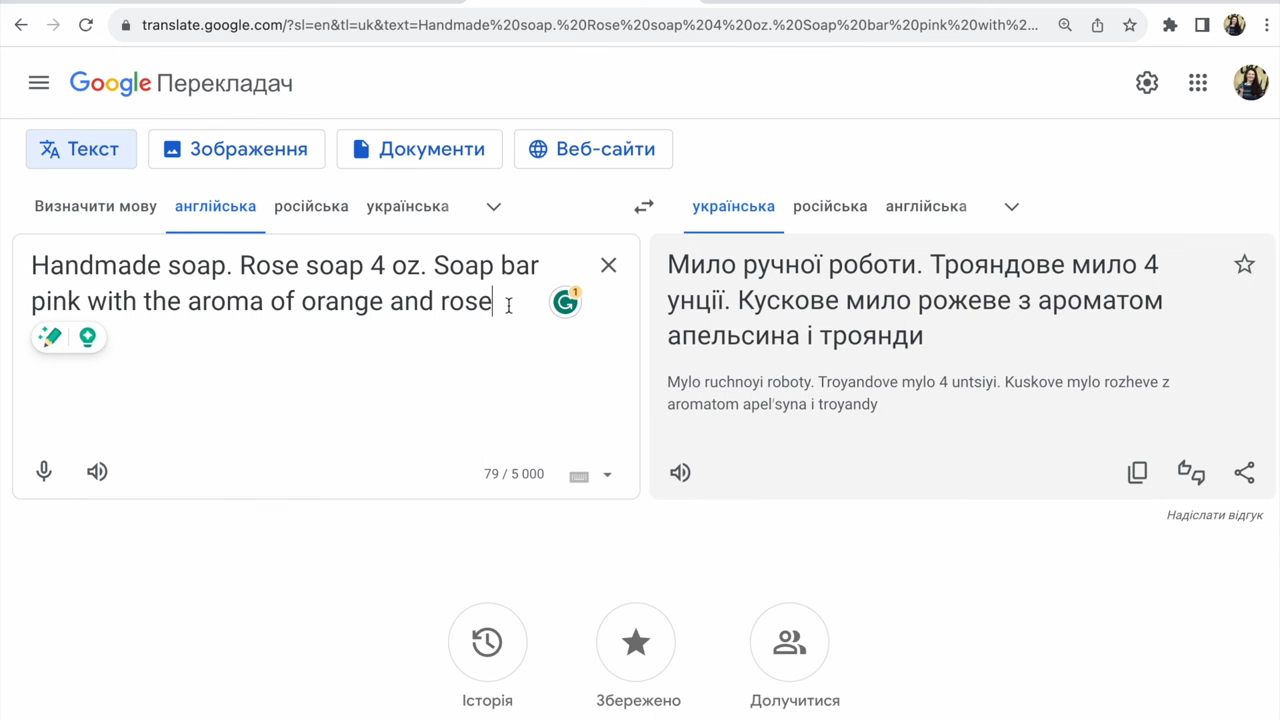 translate.google.com/?sl=en&tl=uk&text=Handmade%20soap.%20Rose%20soap%204%20oz.%20Soap%20bar%20pink%20with%2...
Google Перекладач
Текст
Зображення
Документи
Веб-сайти
Визначити мову
англійська
російська
українська
українська
російська
англійська
Handmade soap. Rose soap 4 oz. Soap bar
pink with the aroma of orange and rose
1
79 / 5 000
Мило ручної роботи. Трояндове мило 4
унції. Кускове мило рожеве з ароматом
апельсина і троянди
Mylo ruchnoyi roboty. Troyandove mylo 4 untsiyi. Kuskove mylo rozheve z
aromatom apelʹsyna i troyandy
Надіслати відгук
Історія
Збережено
Долучитися